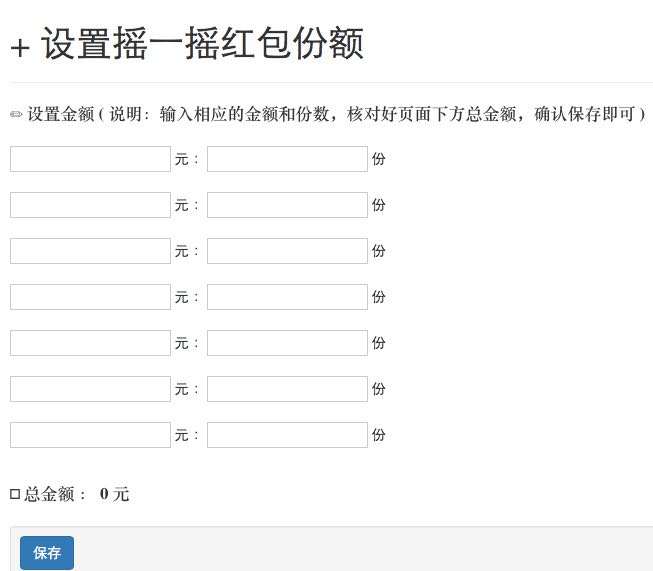 + 设置摇一摇红包份额
✏ 设置金额 ( 说明：输入相应的金额和份数，核对好页面下方总金额，确认保存即可 )
元： 份
元： 份
元： 份
元： 份
元： 份
元： 份
元： 份
总金额： 0 元
保存